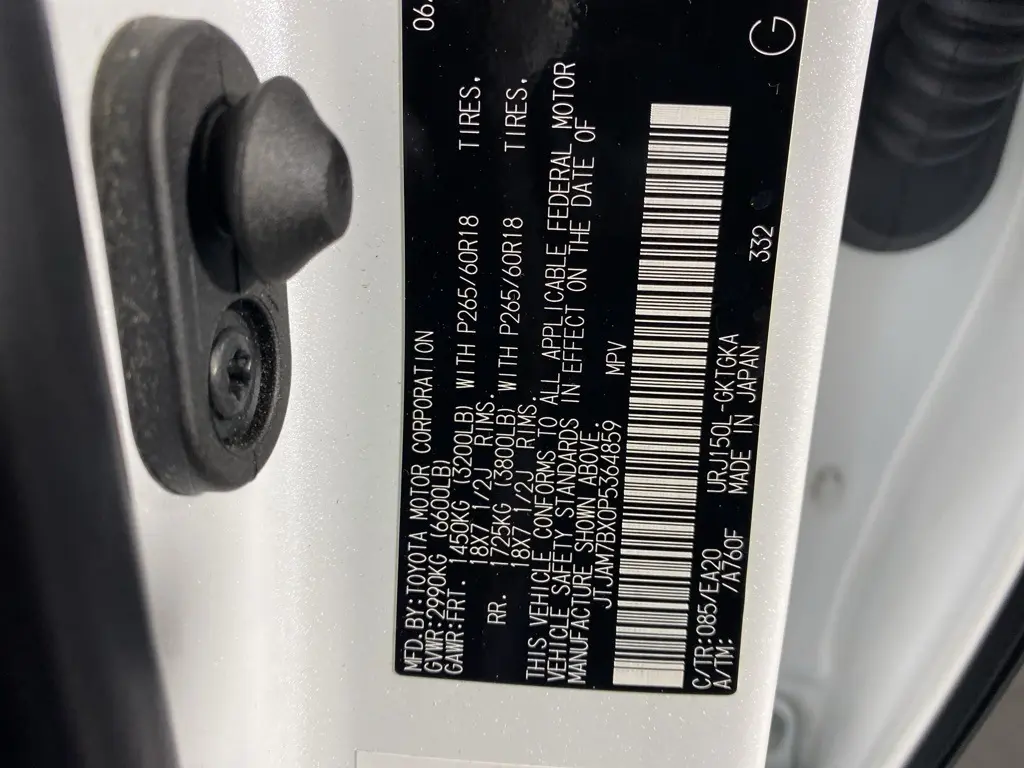 MFD.BY:TOYOTA MOTOR CORPORATION 06
GVWR:2990KG (6600LB)
GAWR:FRT. 1450KG (3200LB) WITH P265/60R18 TIRES.
18X7 1/2J RIMS.
RR. 1725KG (3800LB) WITH P265/60R18 TIRES.
18X7 1/2J RIMS.
THIS VEHICLE CONFORMS TO ALL APPLICABLE FEDERAL MOTOR
VEHICLE SAFETY STANDARDS IN EFFECT ON THE DATE OF
MANUFACTURE SHOWN ABOVE.
JTJAM7BX0P5364859 MPV
C/TR:085/EA20 URJ150L-GKTGKA 332
A/TM: /A760F MADE IN JAPAN G